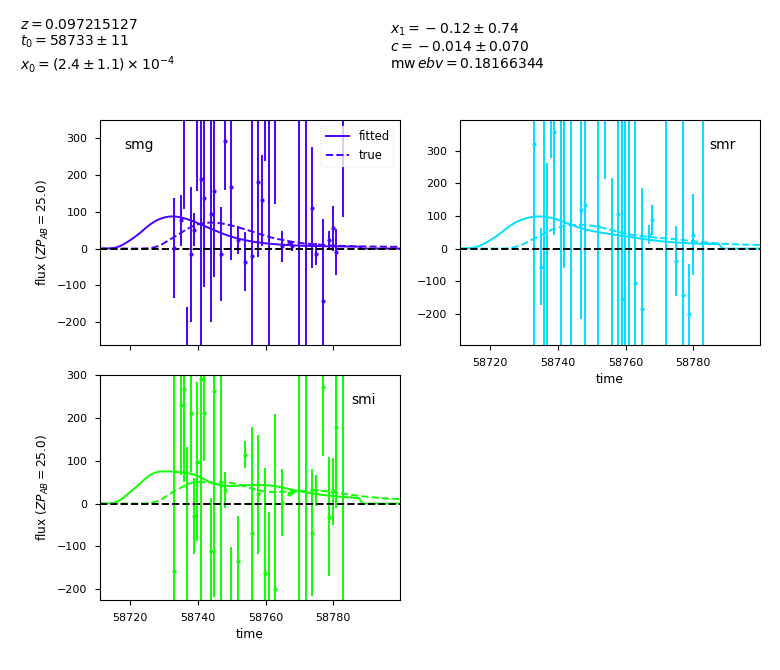 z = 0.097215127
t₀ = 58733 ± 11
x₀ = (2.4 ± 1.1) × 10⁻⁴
x₁ = −0.12 ± 0.74
c = −0.014 ± 0.070
mw ebv = 0.18166344
smg
fitted
true
300
200
100
0
−100
−200
flux (ZP_AB = 25.0)
smr
300
200
100
0
−100
−200
58720 58740 58760 58780
time
smi
300
200
100
0
−100
−200
flux (ZP_AB = 25.0)
58720 58740 58760 58780
time